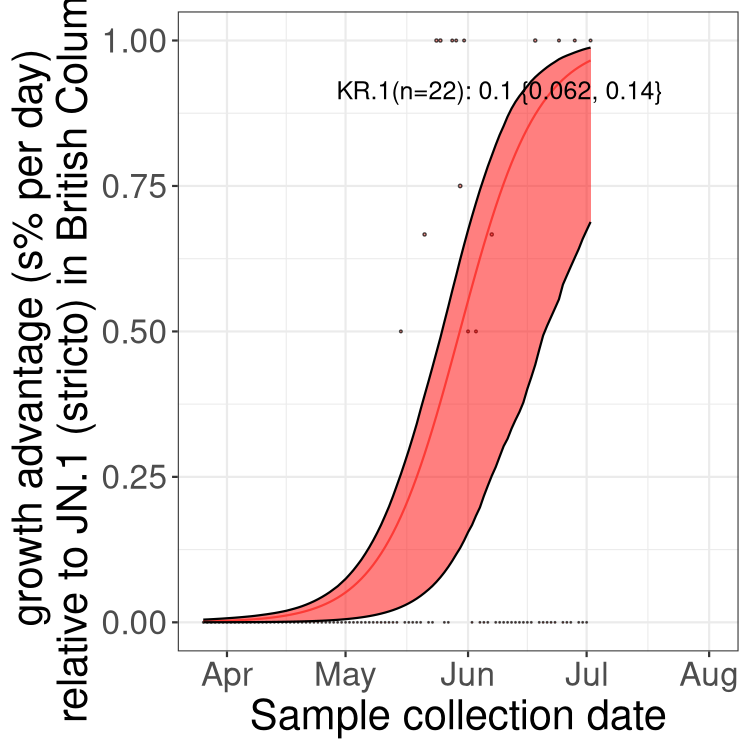 growth advantage (s% per day)
relative to JN.1 (stricto) in British Colum
1.00
0.75
0.50
0.25
0.00
KR.1(n=22): 0.1 {0.062, 0.14}
Apr May Jun Jul Aug
Sample collection date